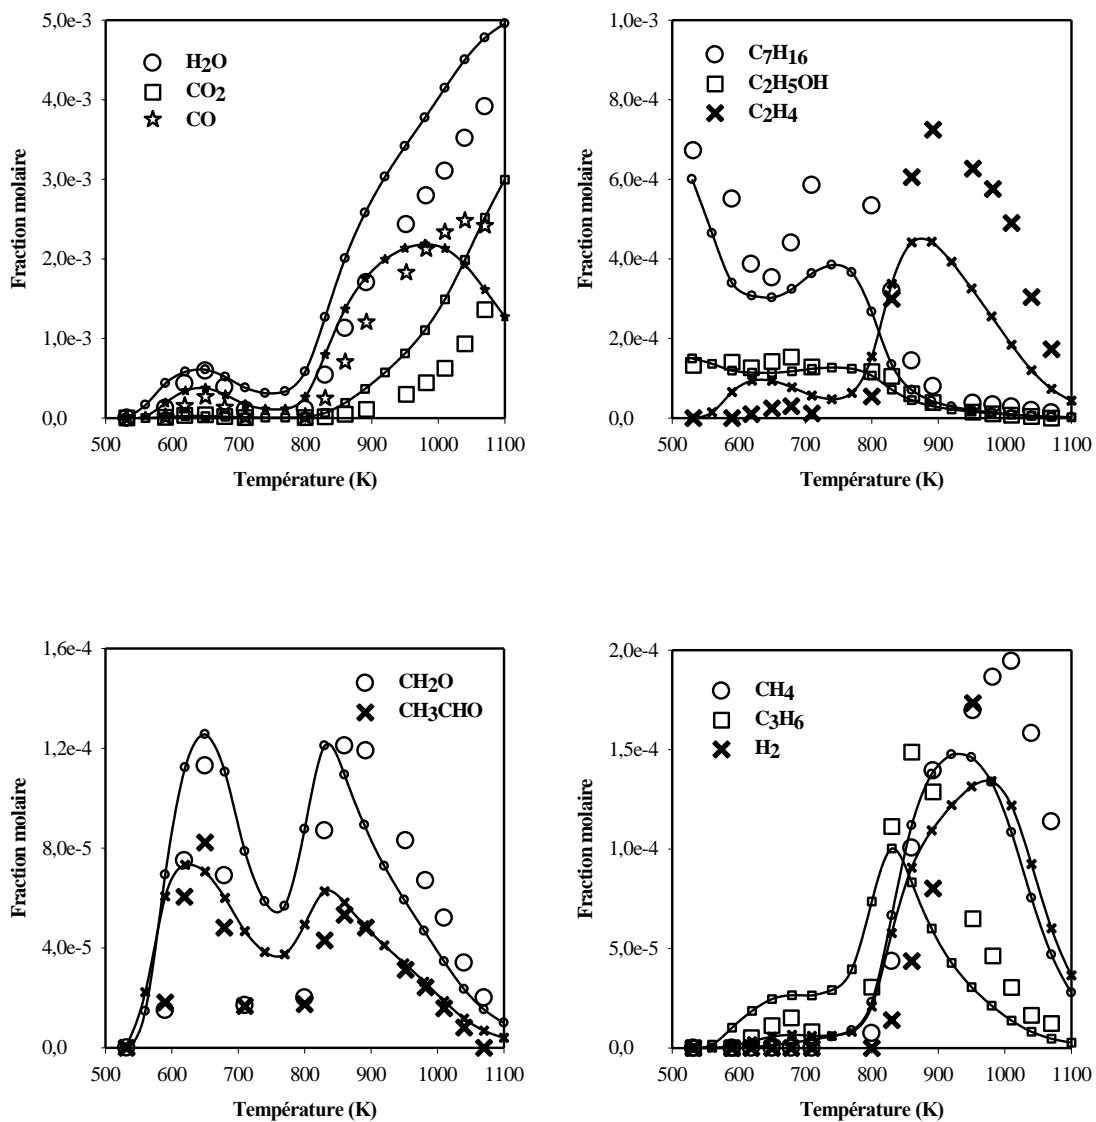 5,0e-3
4,0e-3
3,0e-3
2,0e-3
1,0e-3
0,0
500 600 700 800 900 1000 1100
H2O
CO2
CO
Fraction molaire
Température (K)
1,0e-3
8,0e-4
6,0e-4
4,0e-4
2,0e-4
0,0
500 600 700 800 900 1000 1100
C7H16
C2H5OH
C2H4
Fraction molaire
Température (K)
1,6e-4
1,2e-4
8,0e-5
4,0e-5
0,0
500 600 700 800 900 1000 1100
CH2O
CH3CHO
Fraction molaire
Température (K)
2,0e-4
1,5e-4
1,0e-4
5,0e-5
0,0
500 600 700 800 900 1000 1100
CH4
C3H6
H2
Fraction molaire
Température (K)